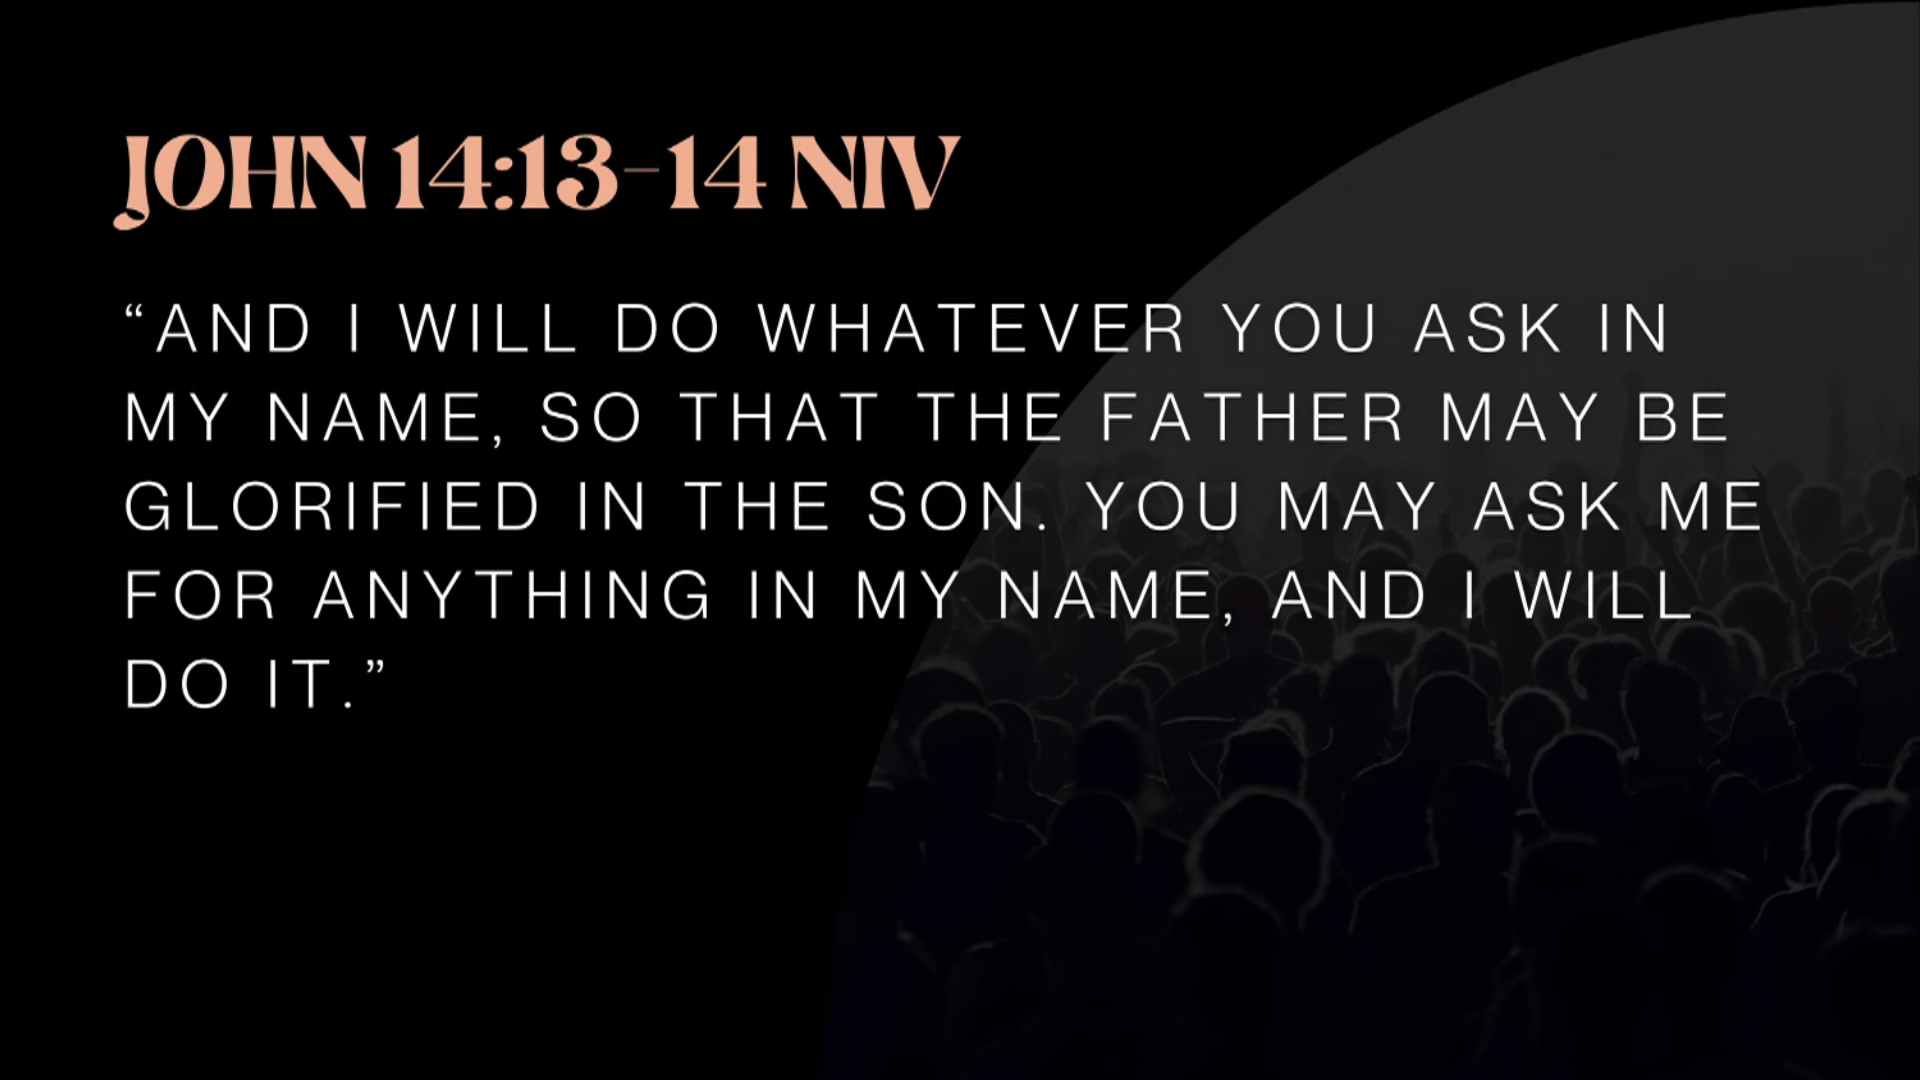 JOHN 14:13–14 NIV
“AND I WILL DO WHATEVER YOU ASK IN
MY NAME, SO THAT THE FATHER MAY BE
GLORIFIED IN THE SON. YOU MAY ASK ME
FOR ANYTHING IN MY NAME, AND I WILL
DO IT.”